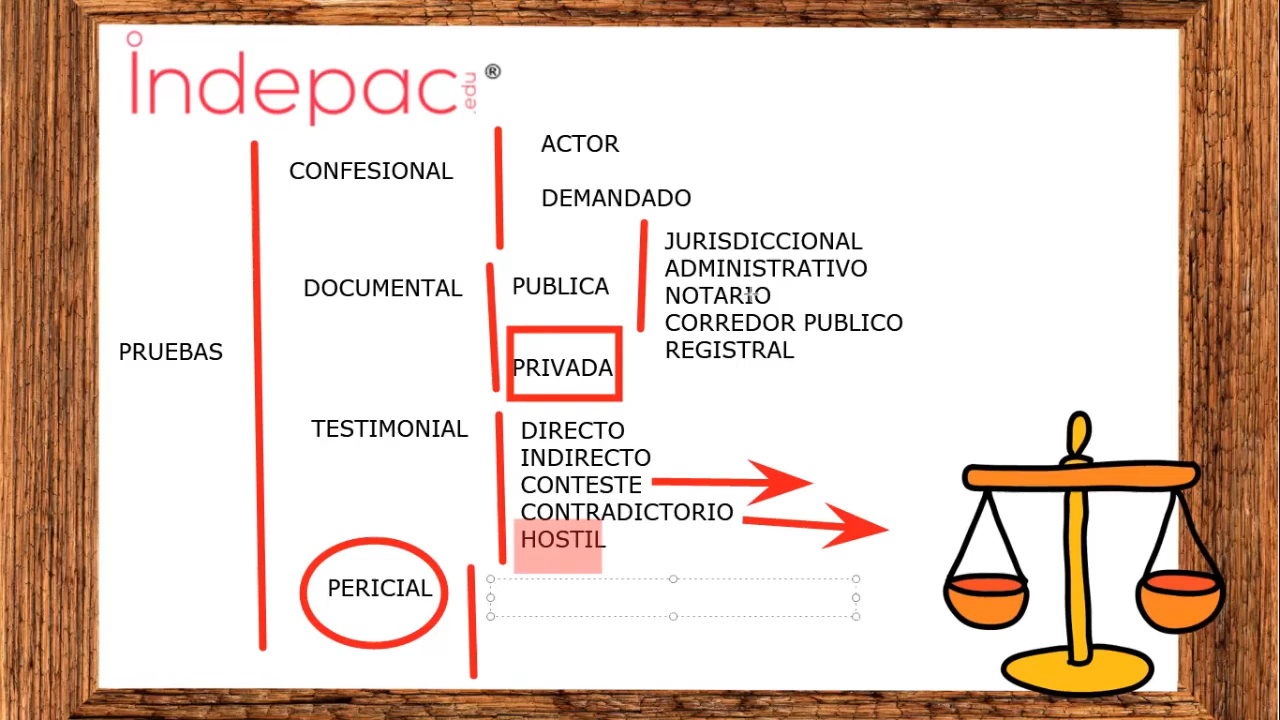 indepac.edu®
ACTOR
CONFESIONAL
DEMANDADO
JURISDICCIONAL
ADMINISTRATIVO
DOCUMENTAL
PUBLICA
NOTARIO
CORREDOR PUBLICO
REGISTRAL
PRUEBAS
PRIVADA
TESTIMONIAL
DIRECTO
INDIRECTO
CONTESTE
CONTRADICTORIO
HOSTIL
PERICIAL